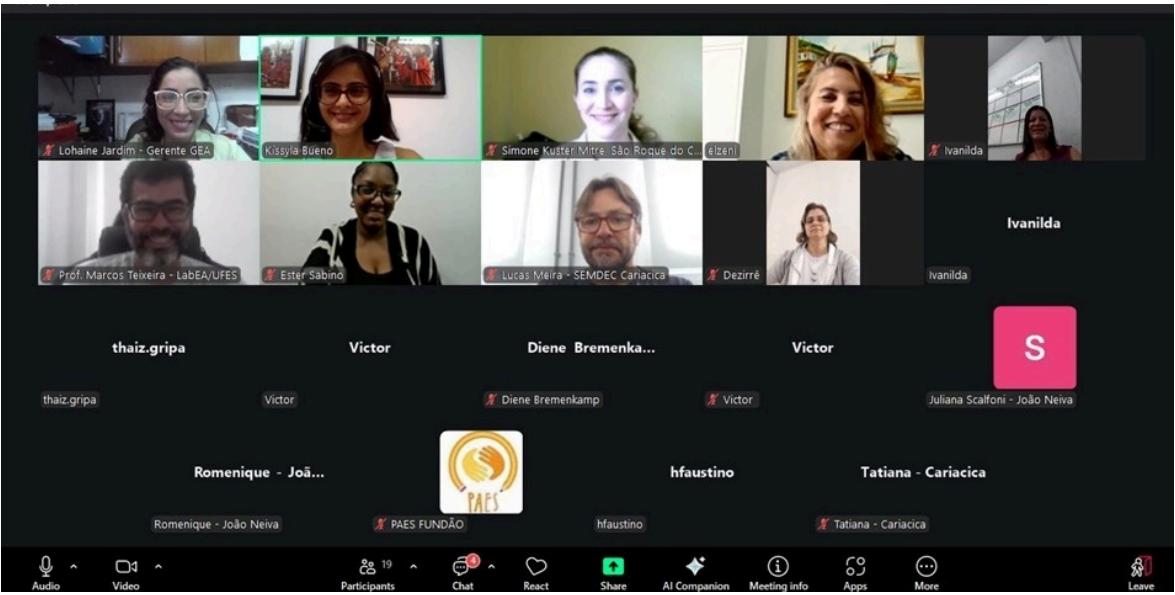 Lohaine Jardim - Gerente GEA
Kissyla Bueno
Simone Kuster Mitre. São Roque do C...
elzeni
Ivanilda
Prof. Marcos Teixeira - LabEA/UFES
Ester Sabino
Lucas Meira - SEMDEC Cariacica
Dezirrê
Ivanilda
Ivanilda
thaiz.gripa
Victor
Diene Bremenka...
Victor
S
thaiz.gripa
Victor
Diene Bremenkamp
Victor
Juliana Scalfoni - João Neiva
Romenique - Joã...
PAES
hfaustino
Tatiana - Cariacica
Romenique - João Neiva
PAES FUNDÃO
hfaustino
Tatiana - Cariacica
19
4
Audio
Video
Participants
Chat
React
Share
AI Companion
Meeting info
Apps
More
Leave